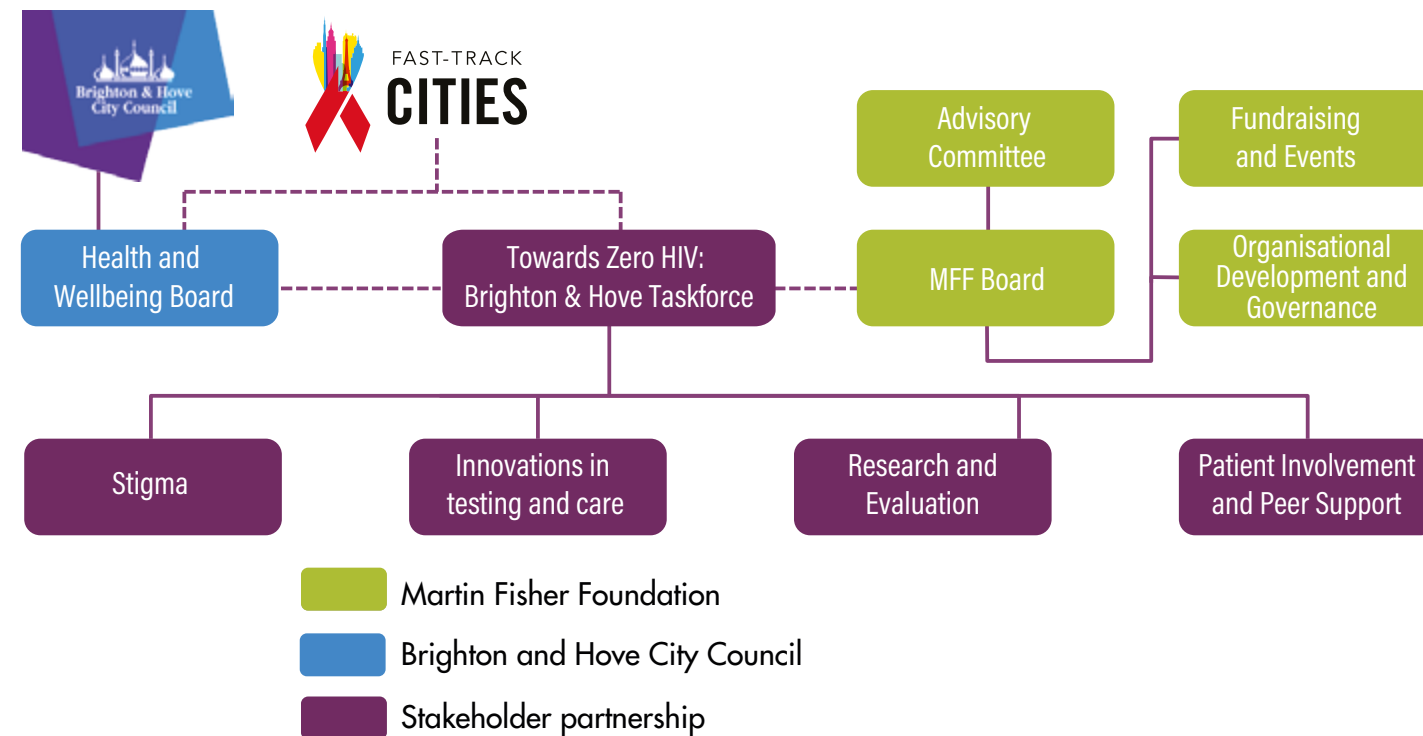 Brighton & Hove
City Council
FAST-TRACK
CITIES
Advisory
Committee
Fundraising
and Events
Health and
Wellbeing Board
Towards Zero HIV:
Brighton & Hove Taskforce
MFF Board
Organisational
Development and
Governance
Stigma
Innovations in
testing and care
Research and
Evaluation
Patient Involvement
and Peer Support
Martin Fisher Foundation
Brighton and Hove City Council
Stakeholder partnership